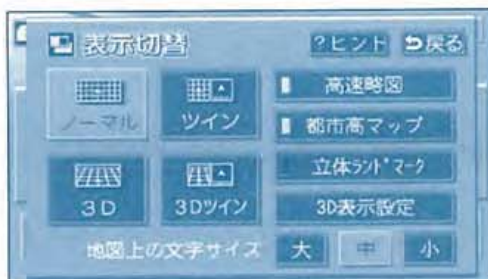 表示切替
?ヒント
戻る
ノーマル
ツイン
3D
3Dツイン
高速略図
都市高マップ
立体ランドマーク
3D表示設定
地図上の文字サイズ
大
中
小